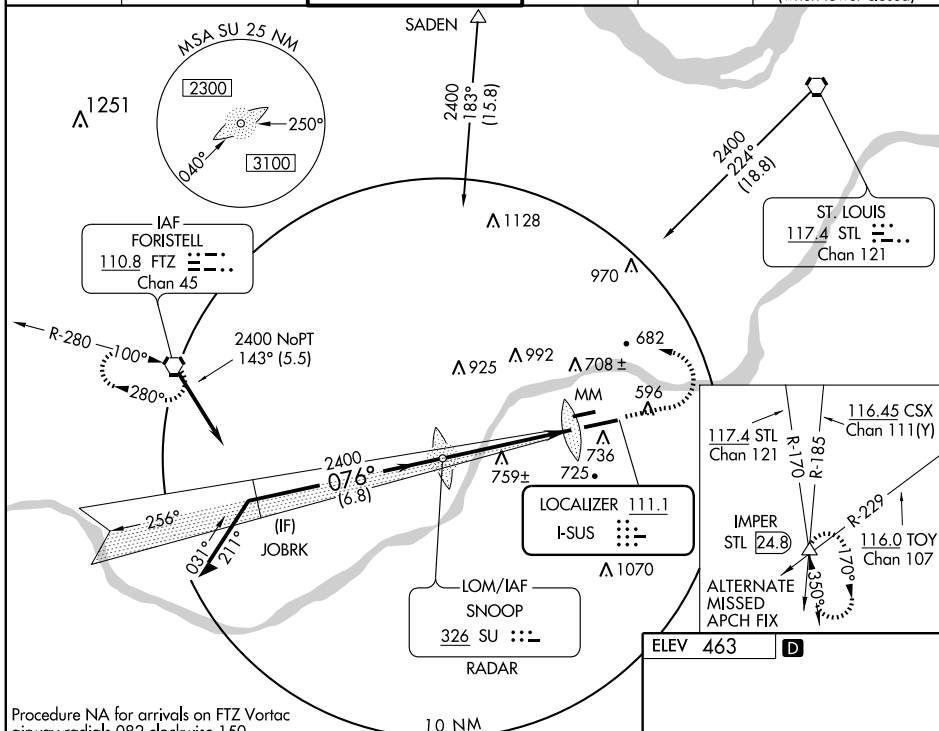 SADEN
MSA SU 25 NM
2300
250°
040°
3100
1251
2400
183°
(15.8)
2400
224°
(18.8)
ST. LOUIS
117.4 STL
Chan 121
IAF
FORISTELL
110.8 FTZ
Chan 45
1128
970
R-280
100°
280°
2400 NoPT
143° (5.5)
682
925
992
708 ±
MM
596
736
725
759±
2400
076°
(6.8)
256°
(IF)
JOBRK
031°
211°
LOCALIZER 111.1
I-SUS
1070
LOM/IAF
SNOOP
326 SU
RADAR
117.4 STL
Chan 121
116.45 CSX
Chan 111(Y)
R-170
R-185
R-229
IMPER
STL 24.8
116.0 TOY
Chan 107
170°
350°
ALTERNATE
MISSED
APCH FIX
ELEV 463
D
10 NM
Procedure NA for arrivals on FTZ Vortac